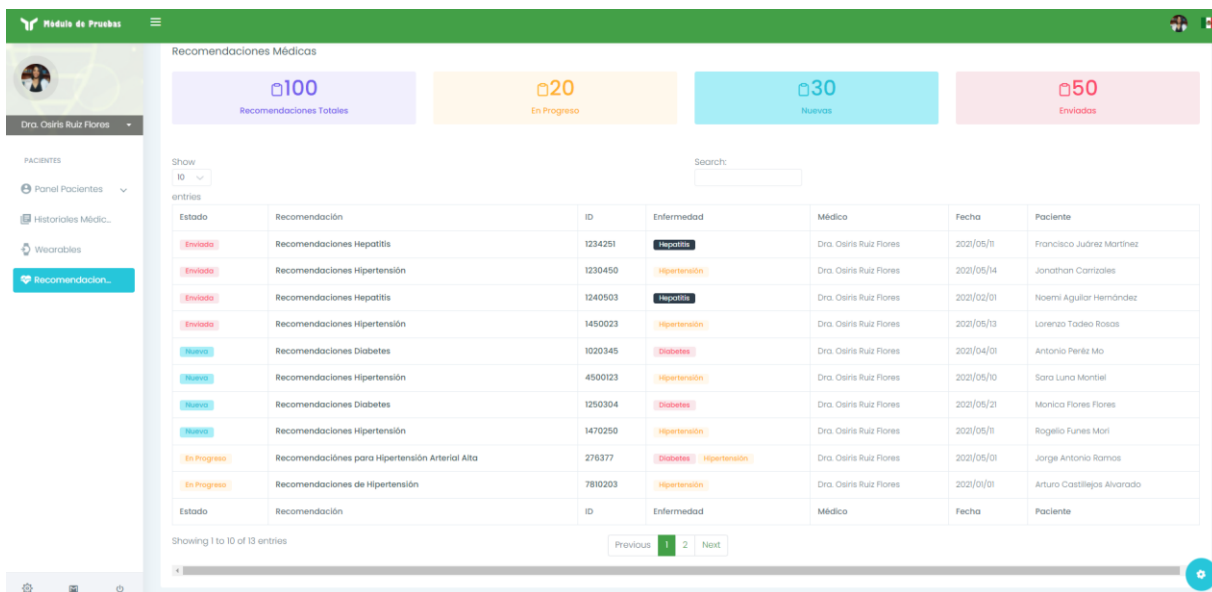 Módulo de Pruebas
Recomendaciones Médicas
100
Recomendaciones Totales
20
En Progreso
30
Nuevas
50
Enviadas
Dra. Osiris Ruiz Flores
PACIENTES
Panel Pacientes
Historiales Médic...
Wearables
Recomendacion...
Show
10
entries
Search:
Estado Recomendación ID Enfermedad Médico Fecha Paciente
Enviada Recomendaciones Hepatitis 1234251 Hepatitis Dra. Osiris Ruiz Flores 2021/05/11 Francisco Juárez Martínez
Enviada Recomendaciones Hipertensión 1230450 Hipertensión Dra. Osiris Ruiz Flores 2021/05/14 Jonathan Carrizales
Enviada Recomendaciones Hepatitis 1240503 Hepatitis Dra. Osiris Ruiz Flores 2021/02/01 Noemi Aguilar Hernández
Enviada Recomendaciones Hipertensión 1450023 Hipertensión Dra. Osiris Ruiz Flores 2021/05/13 Lorenzo Tadeo Rosas
Nueva Recomendaciones Diabetes 1020345 Diabetes Dra. Osiris Ruiz Flores 2021/04/01 Antonio Peréz Mo
Nueva Recomendaciones Hipertensión 4500123 Hipertensión Dra. Osiris Ruiz Flores 2021/05/10 Sara Luna Montiel
Nueva Recomendaciones Diabetes 1250304 Diabetes Dra. Osiris Ruiz Flores 2021/05/21 Monica Flores Flores
Nueva Recomendaciones Hipertensión 1470250 Hipertensión Dra. Osiris Ruiz Flores 2021/05/11 Rogelio Funes Mori
En Progreso Recomendaciónes para Hipertensión Arterial Alta 276377 Diabetes Hipertensión Dra. Osiris Ruiz Flores 2021/05/01 Jorge Antonio Ramos
En Progreso Recomendaciones de Hipertensión 7810203 Hipertensión Dra. Osiris Ruiz Flores 2021/01/01 Arturo Castillejos Alvarado
Estado Recomendación ID Enfermedad Médico Fecha Paciente
Showing 1 to 10 of 13 entries
Previous 1 2 Next